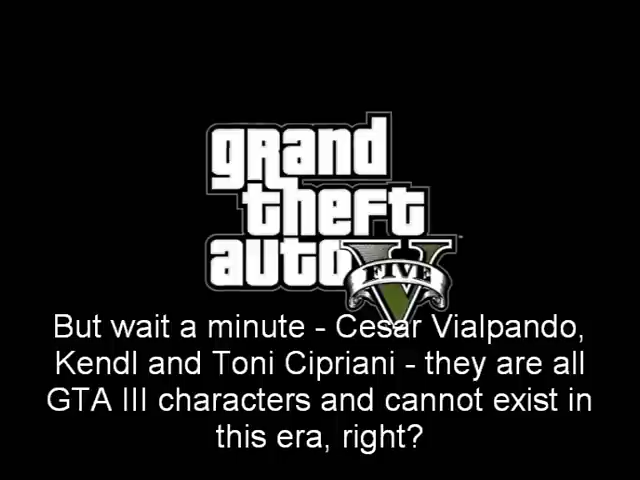 grand
theft
auto
FIVE
But wait a minute - Cesar Vialpando,
Kendl and Toni Cipriani - they are all
GTA III characters and cannot exist in
this era, right?